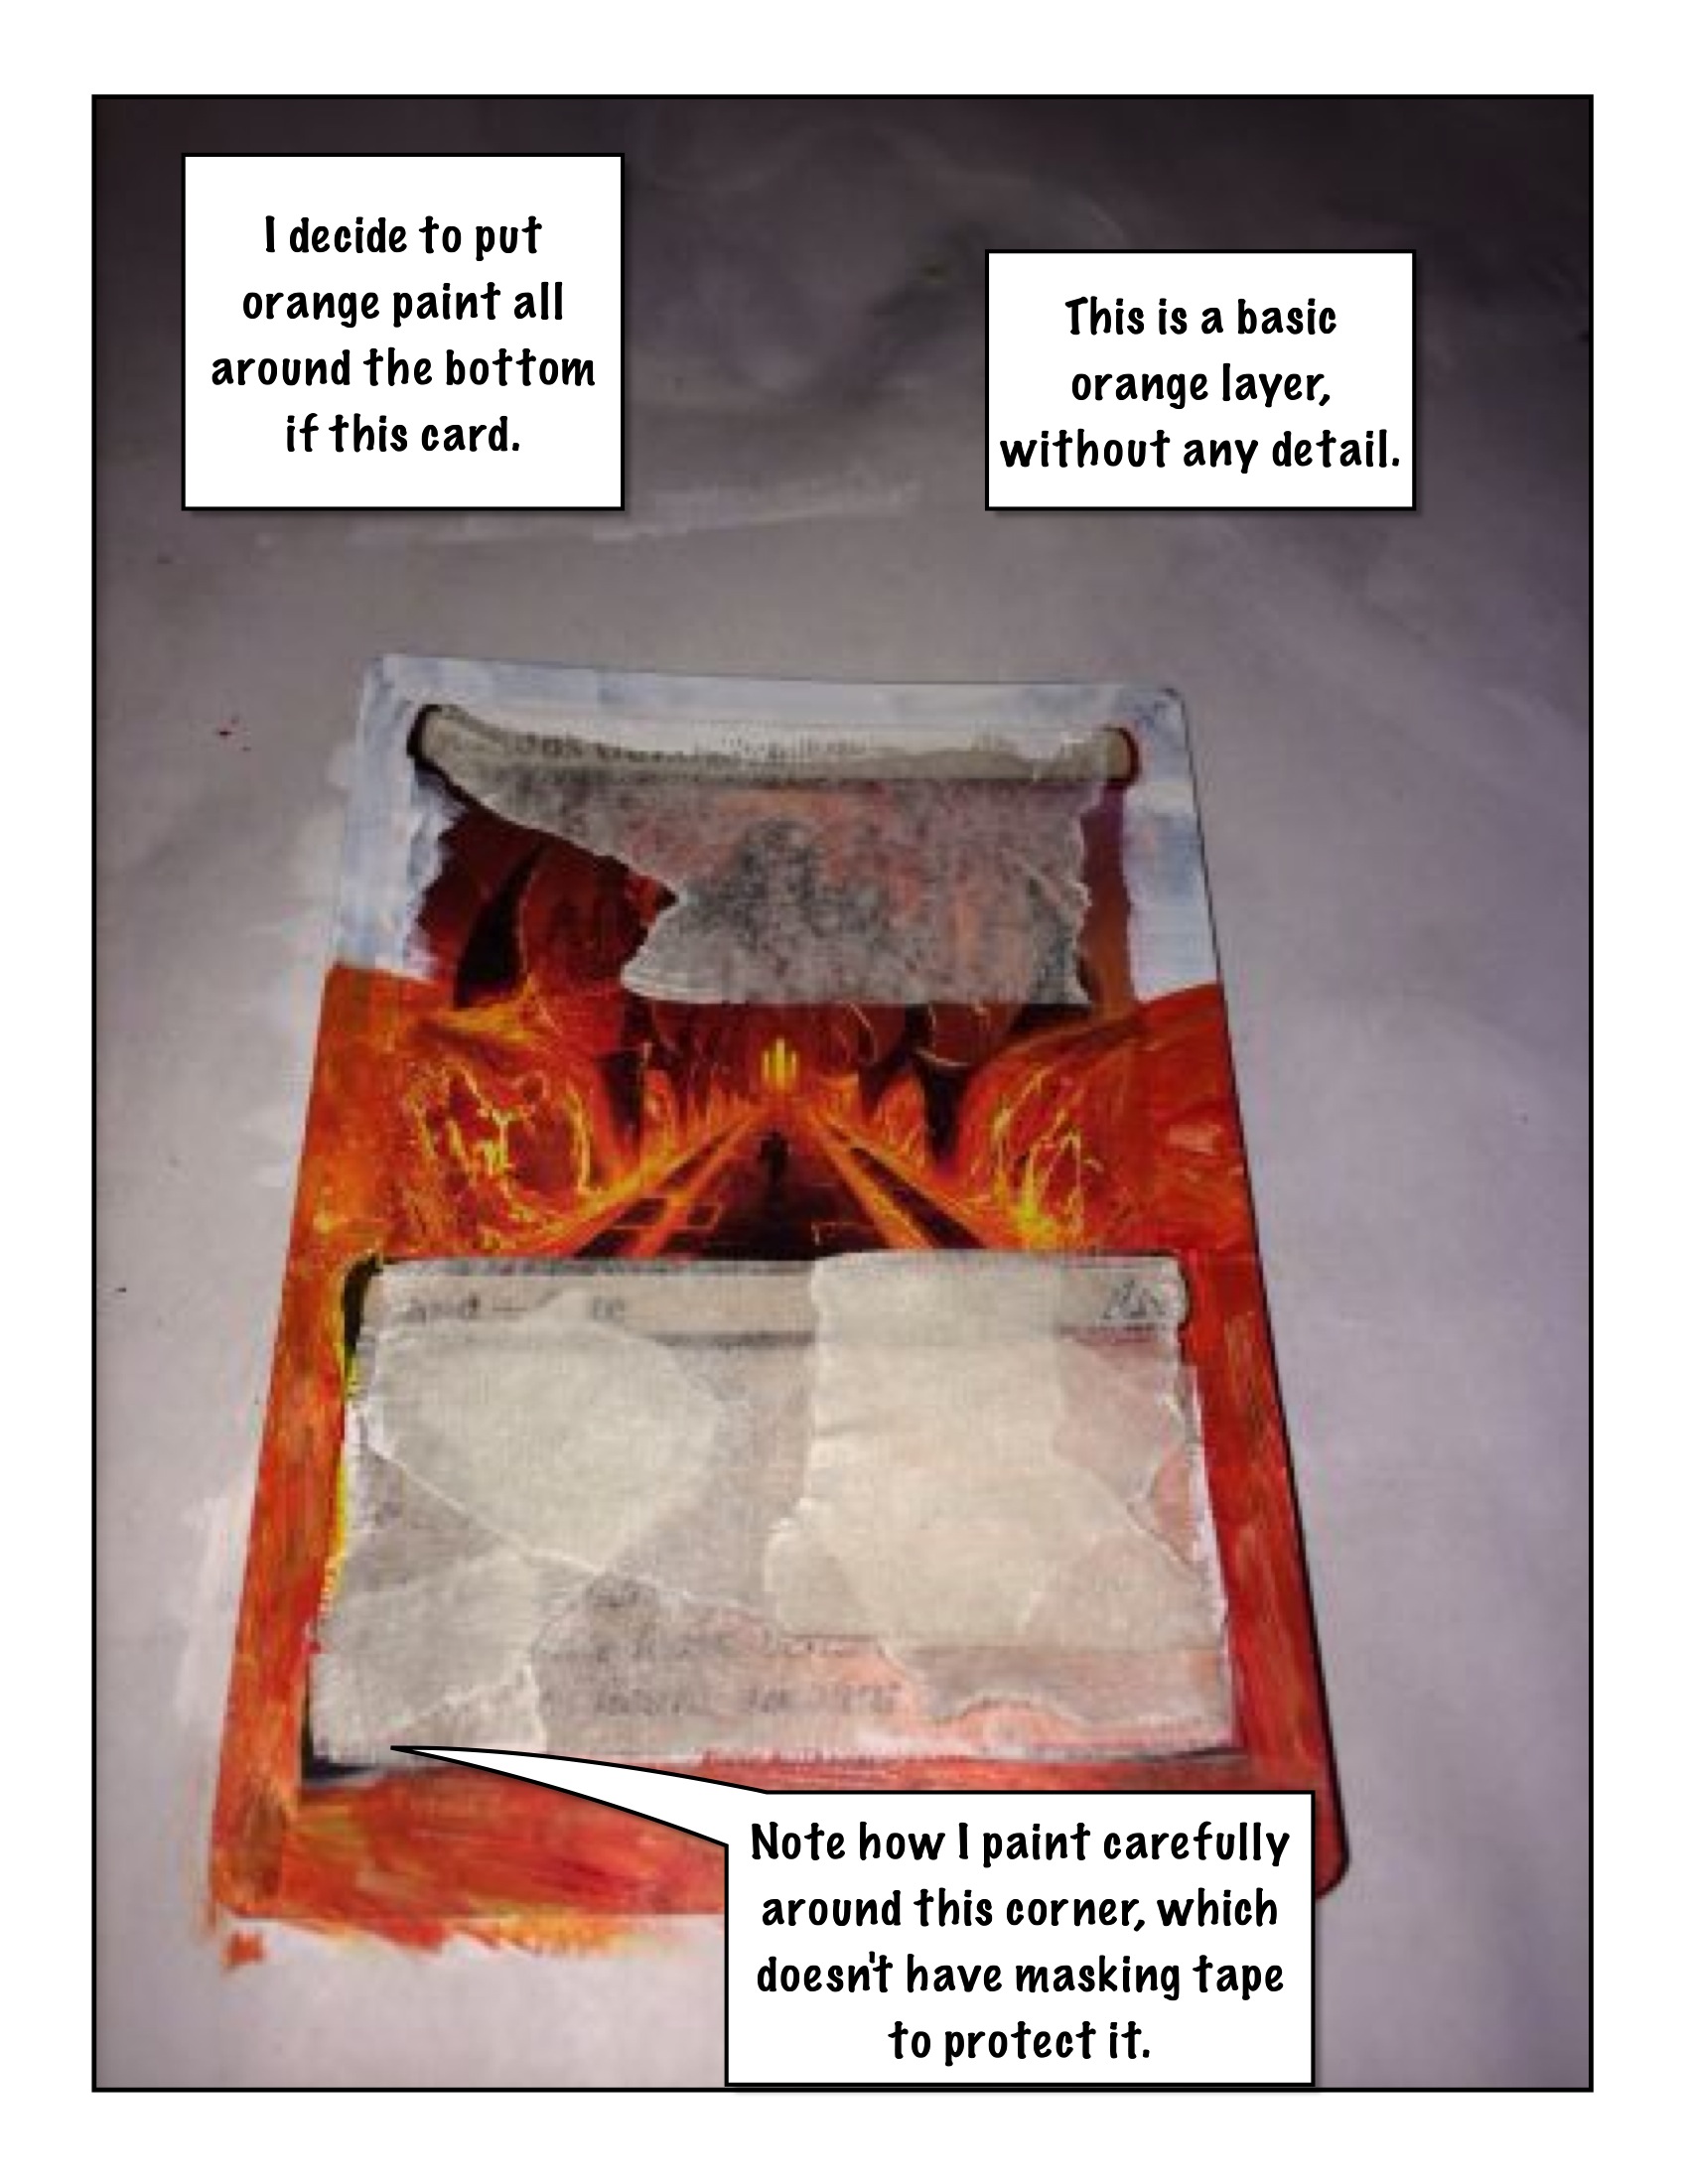 I decide to put
orange paint all
around the bottom
if this card.
This is a basic
orange layer,
without any detail.
Note how I paint carefully
around this corner, which
doesn't have masking tape
to protect it.